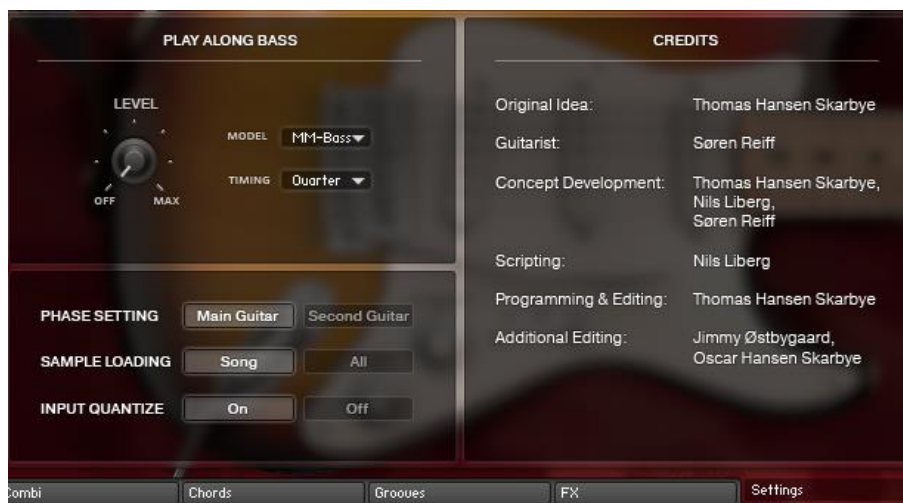 PLAY ALONG BASS
LEVEL
OFF
MAX
MODEL MM-Bass
TIMING Quarter
PHASE SETTING Main Guitar Second Guitar
SAMPLE LOADING Song All
INPUT QUANTIZE On Off
CREDITS
Original Idea: Thomas Hansen Skarbye
Guitarist: Søren Reiff
Concept Development: Thomas Hansen Skarbye,
Nils Liberg,
Søren Reiff
Scripting: Nils Liberg
Programming & Editing: Thomas Hansen Skarbye
Additional Editing: Jimmy Østbygaard,
Oscar Hansen Skarbye
Combi Chords Grooves FX Settings